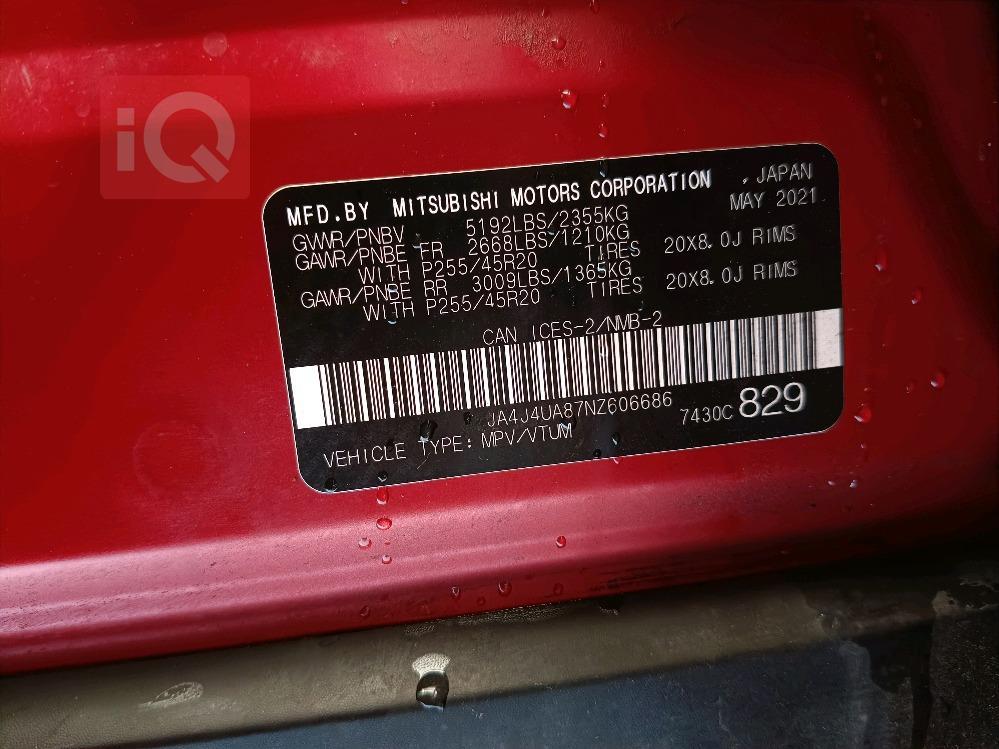 iQ
MFD.BY MITSUBISHI MOTORS CORPORATION , JAPAN
GVWR/PNBV 5192LBS/2355KG MAY 2021
GAWR/PNBE FR 2668LBS/1210KG
WITH P255/45R20 TIRES 20X8.0J RIMS
GAWR/PNBE RR 3009LBS/1365KG
WITH P255/45R20 TIRES 20X8.0J RIMS
CAN ICES-2/NMB-2
JA4J4UA87NZ606686
VEHICLE TYPE: MPV/VTUM 7430C 829